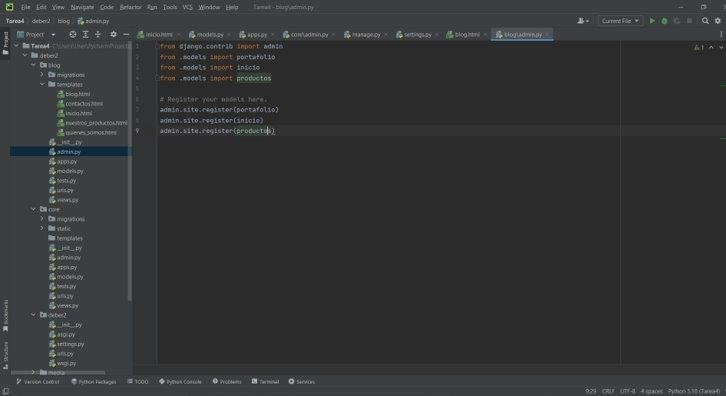 File Edit View Navigate Code Refactor Run Tools VCS Window Help Tarea4 - blog\admin.py
Tarea4 deber2 blog admin.py Current File
Project inicio.html models.py apps.py core\admin.py manage.py settings.py blog.html blog\admin.py
Project
Tarea4
deber2
blog
migrations
templates
blog.html
contactos.html
inicio.html
nuestros_productos.html
quienes_somos.html
__init__.py
admin.py
apps.py
models.py
tests.py
urls.py
views.py
core
migrations
static
templates
__init__.py
admin.py
apps.py
models.py
tests.py
urls.py
views.py
deber2
__init__.py
asgi.py
settings.py
urls.py
wsgi.py
media
1 from django.contrib import admin
2 from .models import portafolio
3 from .models import inicio
4 from .models import productos
5
6 # Register your models here.
7 admin.site.register(portafolio)
8 admin.site.register(inicio)
9 admin.site.register(productos)
1
Bookmarks
Structure
Version Control Python Packages TODO Python Console Problems Terminal Services
9:29 CRLF UTF-8 4 spaces Python 3.10 (Tarea4)